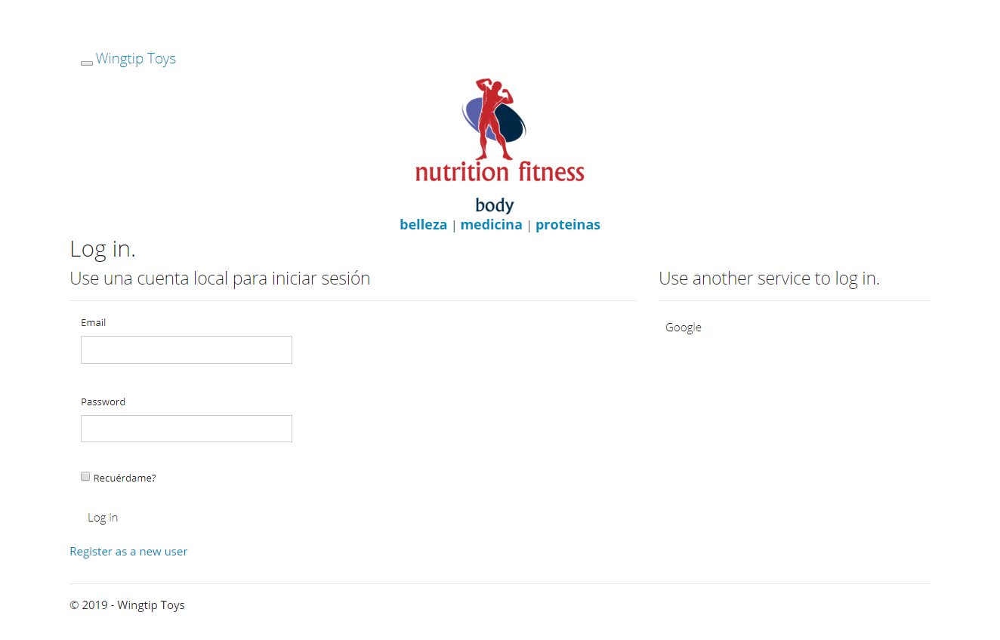 Wingtip Toys
nutrition fitness
body
belleza | medicina | proteinas
Log in.
Use una cuenta local para iniciar sesión
Email
Password
Recuérdame?
Log in
Register as a new user
Use another service to log in.
Google
© 2019 - Wingtip Toys